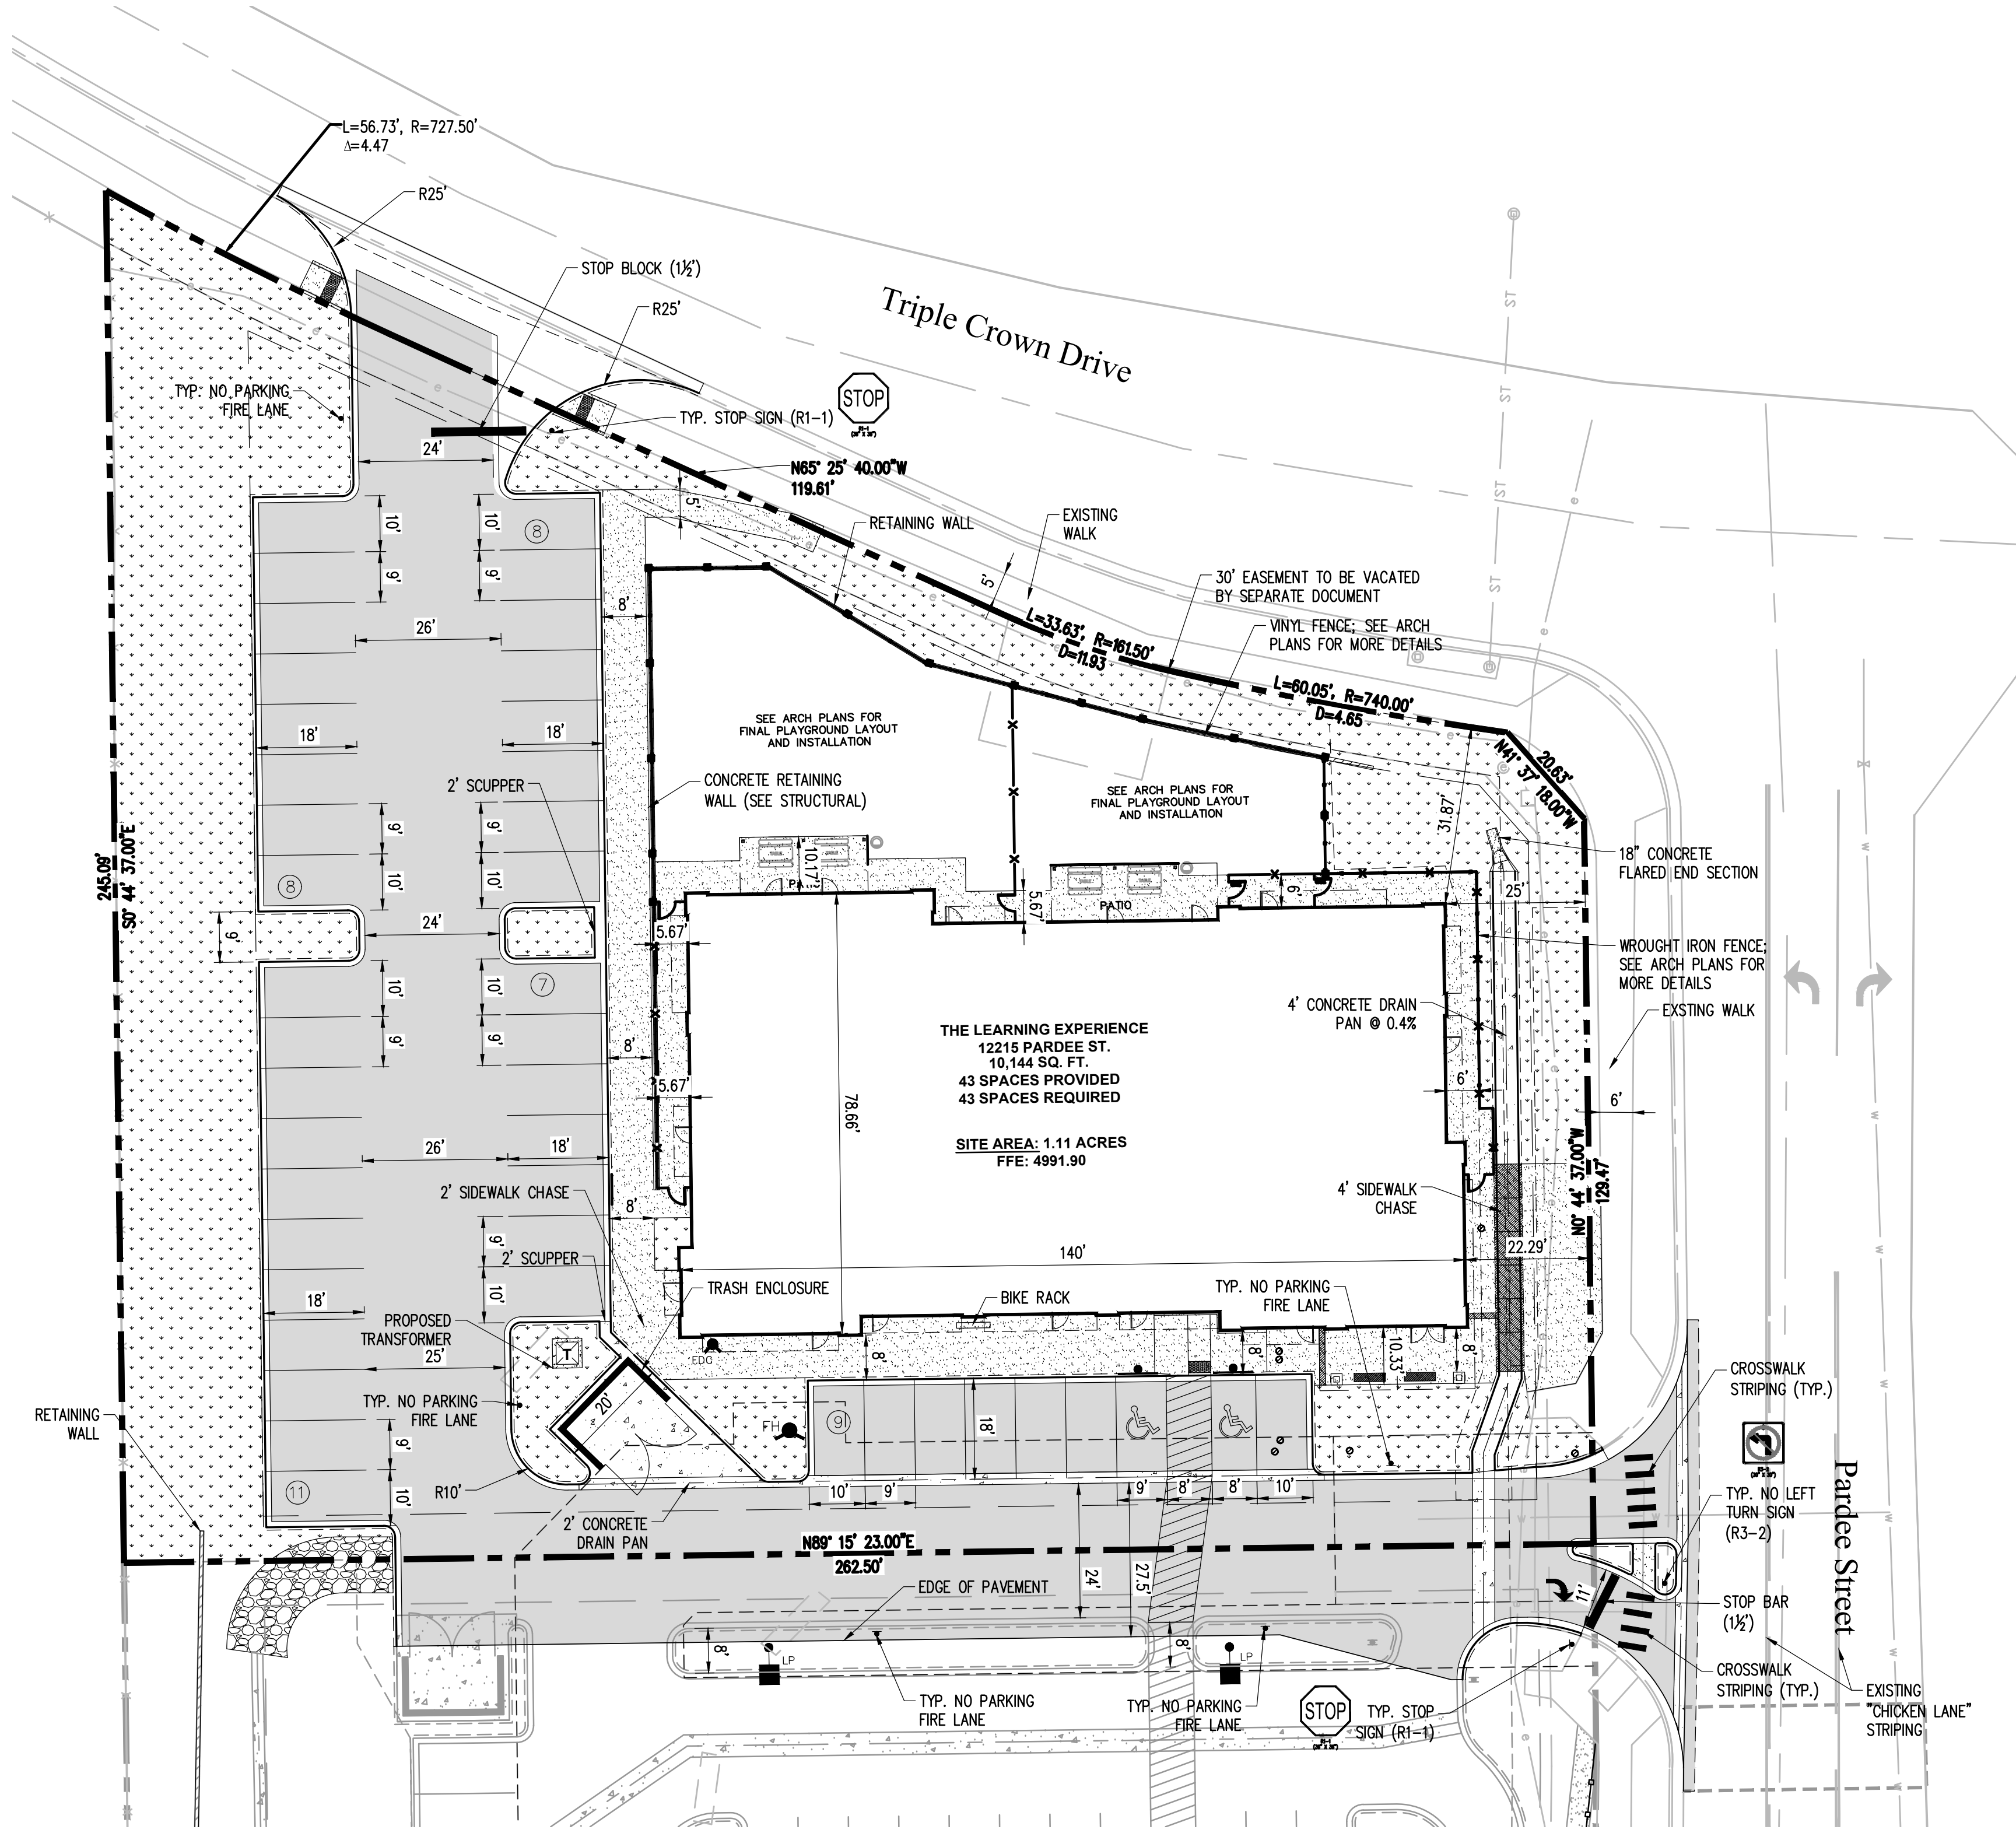 L=56.73', R=727.50'
Δ=4.47
R25'
STOP BLOCK (1½')
R25'
Triple Crown Drive
STOP
R1-1
TYP. NO PARKING
FIRE LANE
TYP. STOP SIGN (R1-1)
24'
N65° 25' 40.00"W
119.61'
5'
10'
10'
8
RETAINING WALL
EXISTING
WALK
9'
9'
5'
30' EASEMENT TO BE VACATED
BY SEPARATE DOCUMENT
8'
26'
L=33.63', R=161.50'
D=11.93
VINYL FENCE; SEE ARCH
PLANS FOR MORE DETAILS
L=60.05', R=740.00'
D=4.65
SEE ARCH PLANS FOR
FINAL PLAYGROUND LAYOUT
AND INSTALLATION
18'
18'
20.63'
N41° 37' 18.00"W
2' SCUPPER
CONCRETE RETAINING
WALL (SEE STRUCTURAL)
SEE ARCH PLANS FOR
FINAL PLAYGROUND LAYOUT
AND INSTALLATION
31.87'
9'
9'
10'
10'
245.09'
S0° 44' 37.00"E
8
10.17'
18" CONCRETE
FLARED END SECTION
6'
25'
PATIO
5.67'
9'
24'
5.67'
WROUGHT IRON FENCE;
SEE ARCH PLANS FOR
MORE DETAILS
10'
10'
7
4' CONCRETE DRAIN
PAN @ 0.4%
EXSTING WALK
THE LEARNING EXPERIENCE
12215 PARDEE ST.
10,144 SQ. FT.
43 SPACES PROVIDED
43 SPACES REQUIRED
9'
9'
8'
5.67'
6'
6'
78.66'
SITE AREA: 1.11 ACRES
FFE: 4991.90
26'
18'
N0° 44' 37.00"W
129.47'
2' SIDEWALK CHASE
8'
4' SIDEWALK
CHASE
9'
2' SCUPPER
140'
22.29'
10'
TRASH ENCLOSURE
BIKE RACK
TYP. NO PARKING
FIRE LANE
18'
PROPOSED
TRANSFORMER
T
25'
FDC
8'
8'
10.33'
8'
CROSSWALK
STRIPING (TYP.)
TYP. NO PARKING
FIRE LANE
20'
RETAINING
WALL
FH
9
18'
9'
R10'
11
10'
10'
9'
9'
8'
8'
10'
R3-2
TYP. NO LEFT
TURN SIGN
(R3-2)
Pardee Street
2' CONCRETE
DRAIN PAN
N89° 15' 23.00"E
262.50'
24'
27.5'
EDGE OF PAVEMENT
11'
STOP BAR
(1½')
8'
8'
LP
LP
CROSSWALK
STRIPING (TYP.)
EXISTING
"CHICKEN LANE"
STRIPING
TYP. NO PARKING
FIRE LANE
TYP. NO PARKING
FIRE LANE
STOP
R1-1
TYP. STOP
SIGN (R1-1)